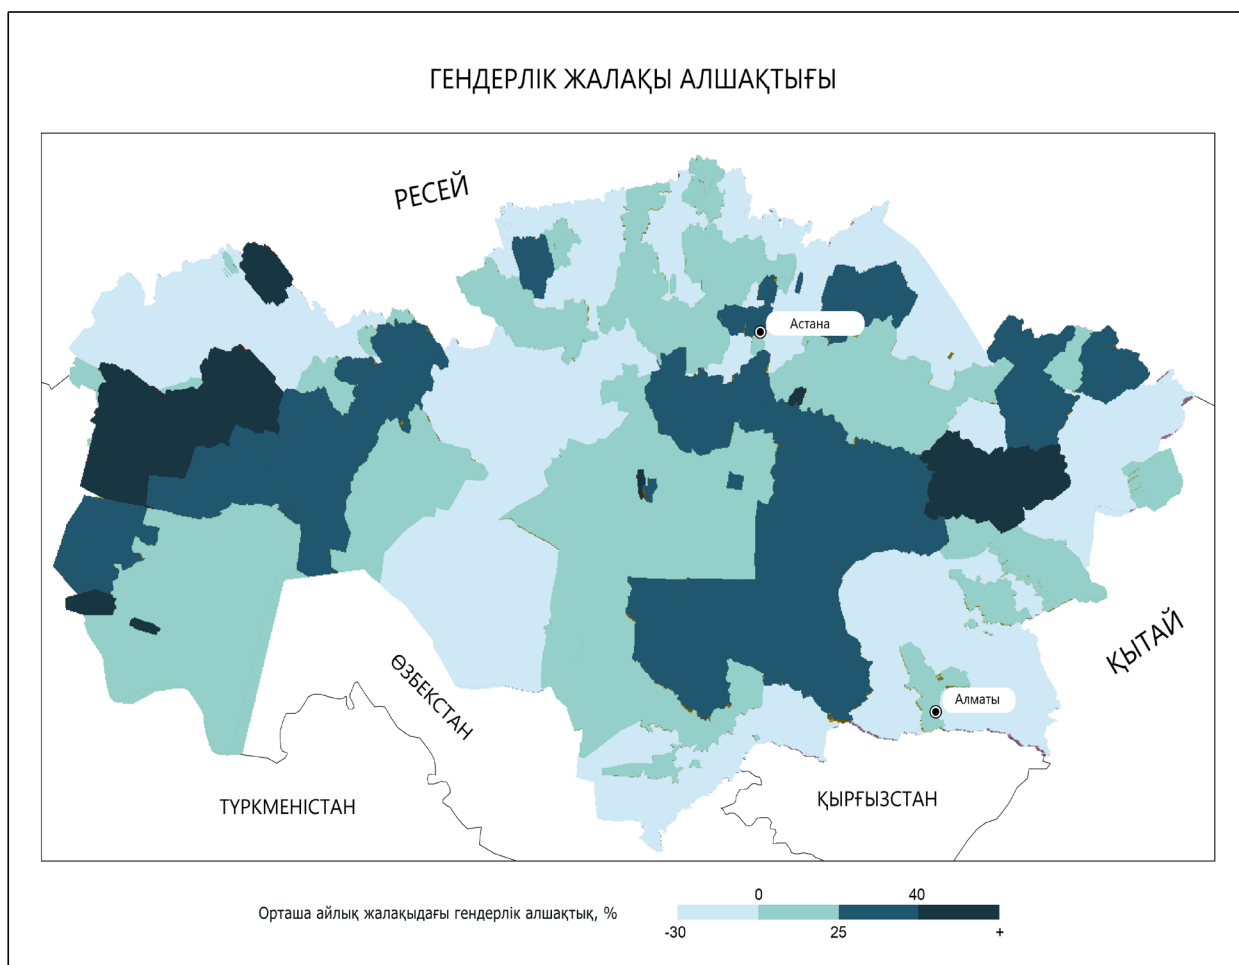 ГЕНДЕРЛІК ЖАЛАҚЫ АЛШАҚТЫҒЫ
РЕСЕЙ
Астана
ҚЫТАЙ
ӨЗБЕКСТАН
Алматы
ТҮРКМЕНІСТАН
ҚЫРҒЫЗСТАН
0 40
Орташа айлық жалақыдағы гендерлік алшақтық, %
-30 25 +